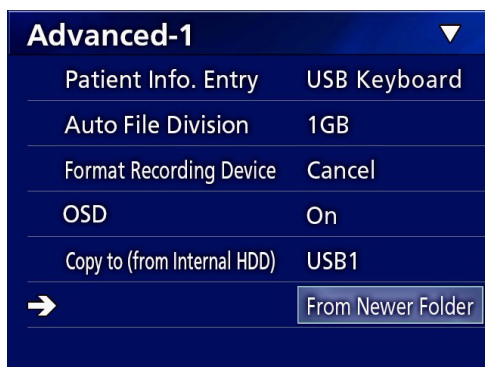 Advanced-1
Patient Info. Entry USB Keyboard
Auto File Division 1GB
Format Recording Device Cancel
OSD On
Copy to (from Internal HDD) USB1
From Newer Folder